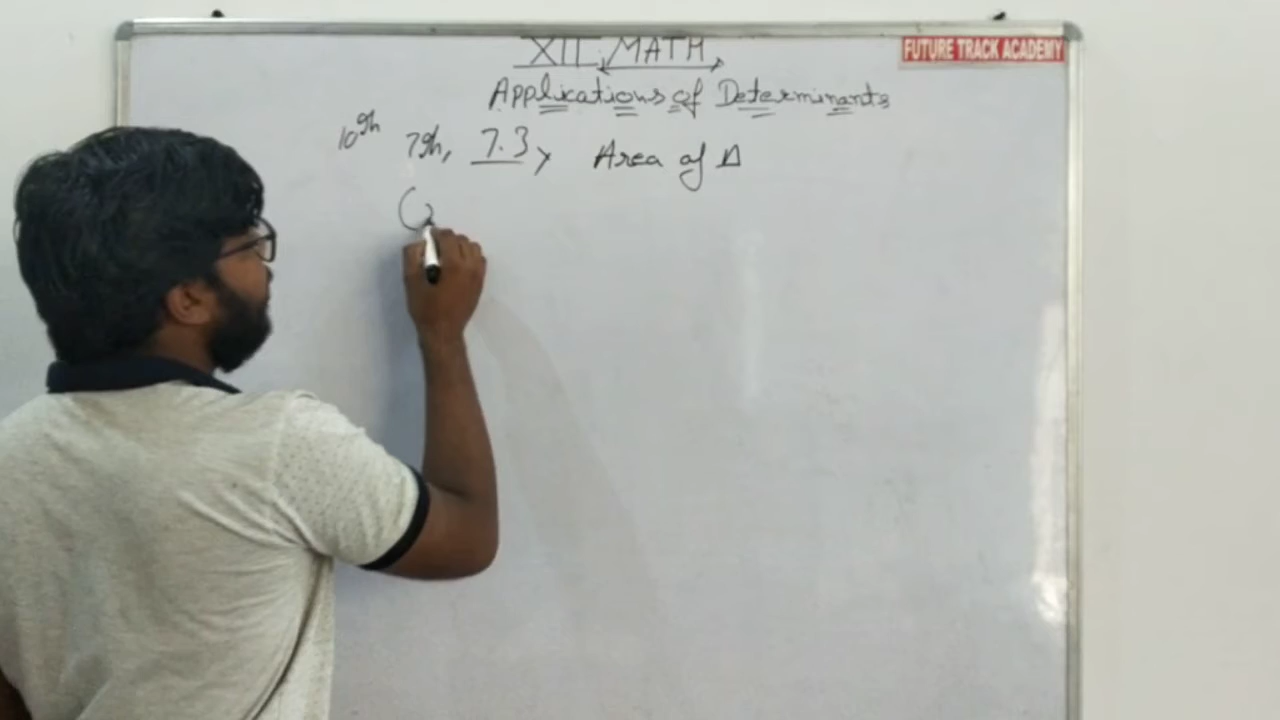 XII MATH
FUTURE TRACK ACADEMY
Applications of Determinants
10th 7th, 7.3, Area of Δ
(